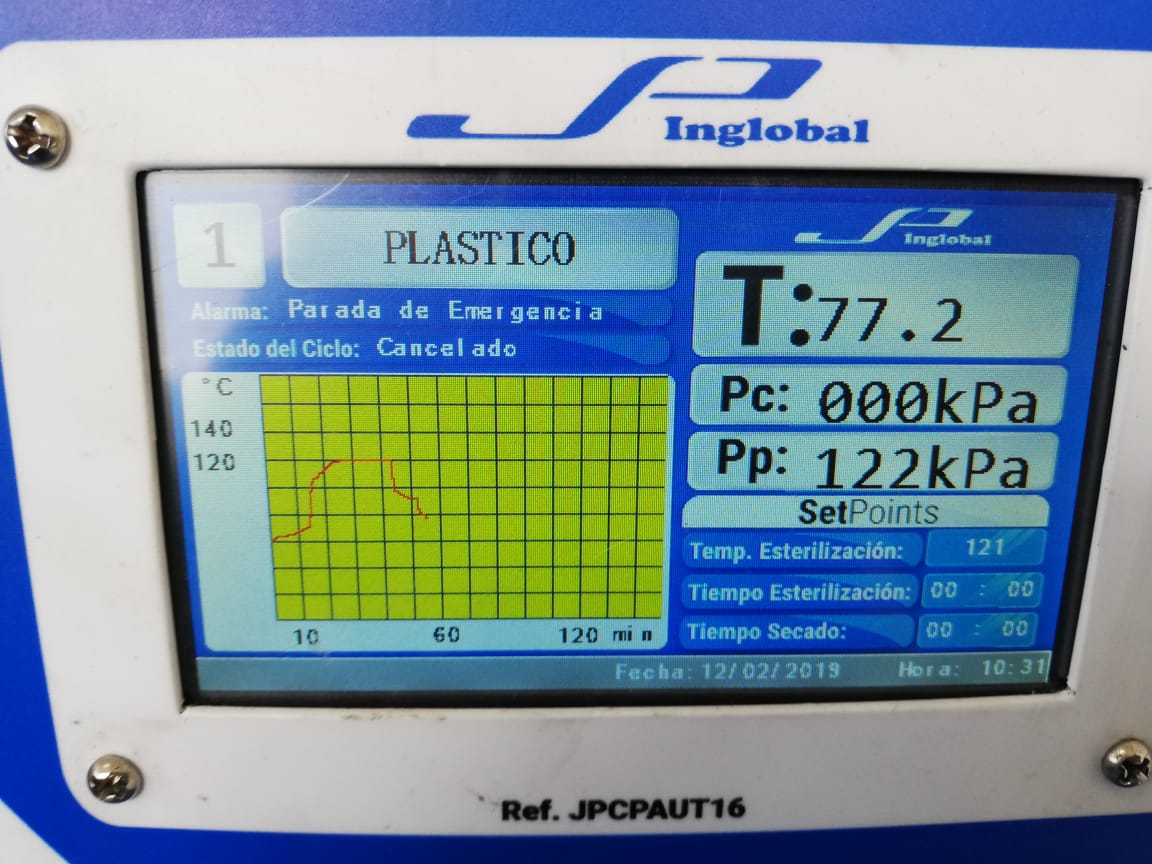 Inglobal
1
PLASTICO
Inglobal
Alarma: Parada de Emergencia
Estado del Ciclo: Cancelado
T:77.2
Pc: 000kPa
Pp: 122kPa
°C
140
120
10 60 120 min
SetPoints
Temp. Esterilización: 121
Tiempo Esterilización: 00 : 00
Tiempo Secado: 00 : 00
Fecha: 12/02/2019 Hora: 10:31
Ref. JPCPAUT16